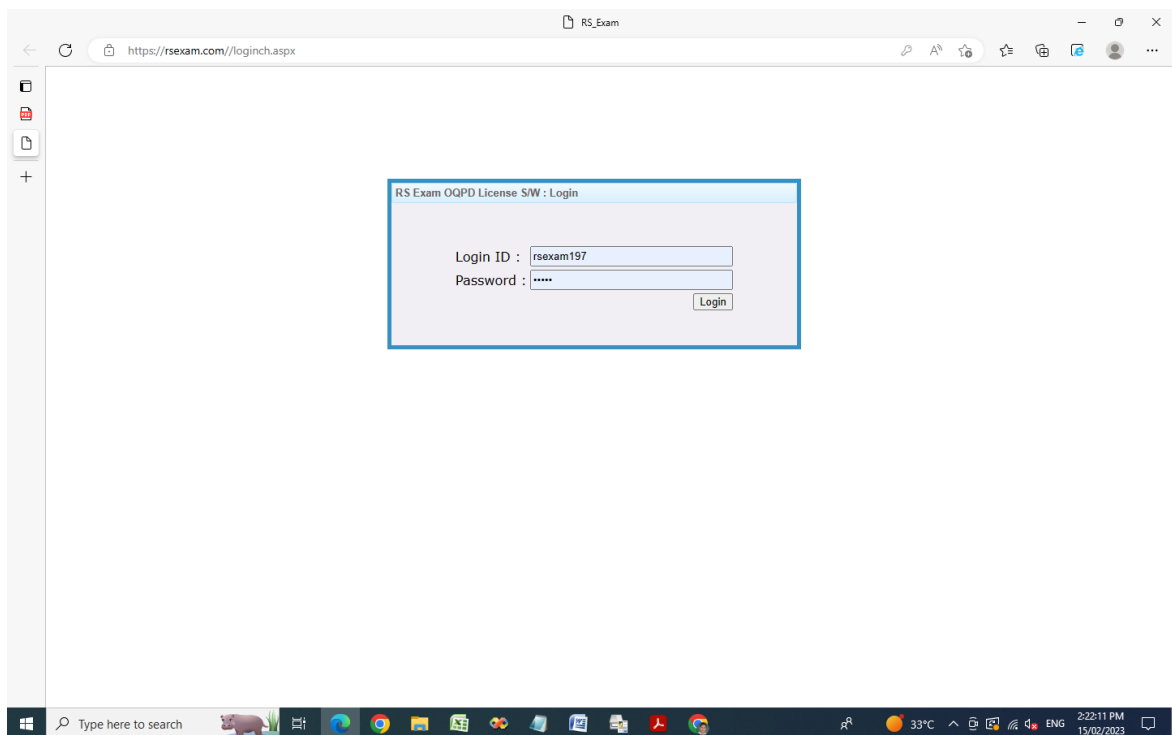 RS_Exam
https://rsexam.com//loginch.aspx
RS Exam OQPD License S/W : Login
Login ID : rsexam197
Password : •••••
Login
Type here to search
33°C
ENG
2:22:11 PM
15/02/2023